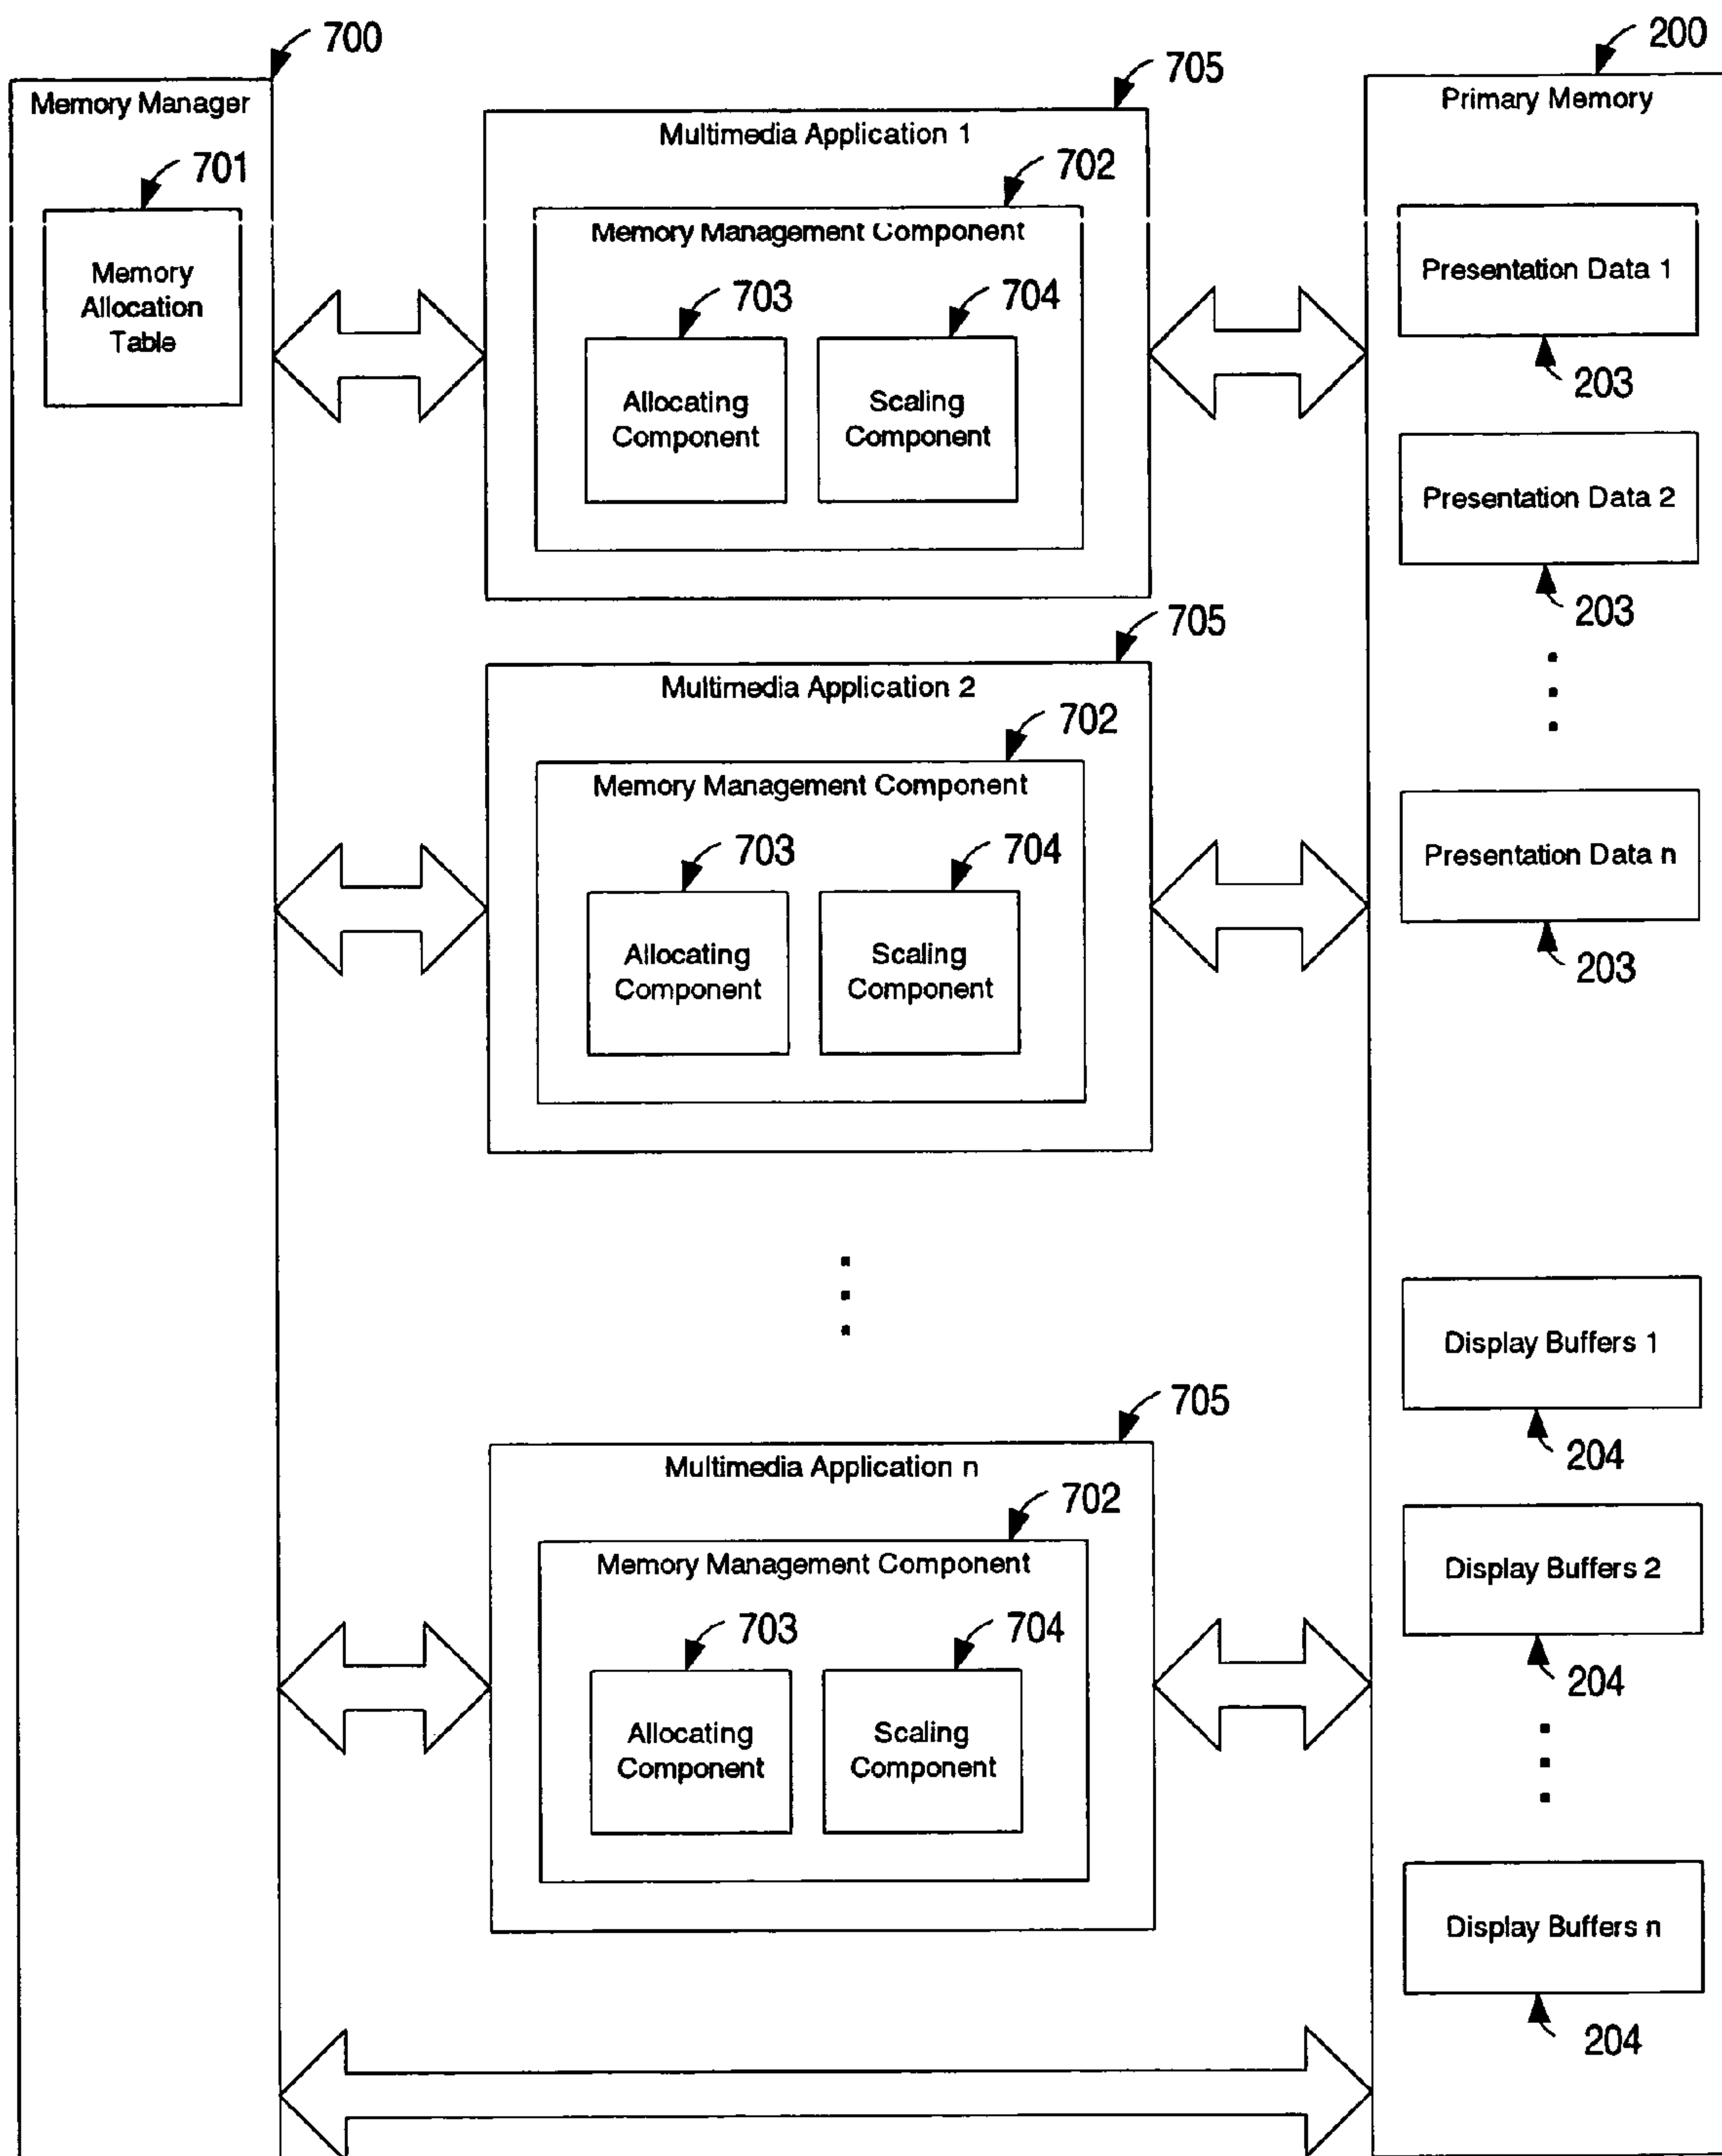 700
Memory Manager
701
Memory
Allocation
Table
705
Multimedia Application 1
702
Memory Management Component
703
Allocating
Component
704
Scaling
Component
705
Multimedia Application 2
702
Memory Management Component
703
Allocating
Component
704
Scaling
Component
705
Multimedia Application n
702
Memory Management Component
703
Allocating
Component
704
Scaling
Component
200
Primary Memory
Presentation Data 1
203
Presentation Data 2
203
Presentation Data n
203
Display Buffers 1
204
Display Buffers 2
204
Display Buffers n
204